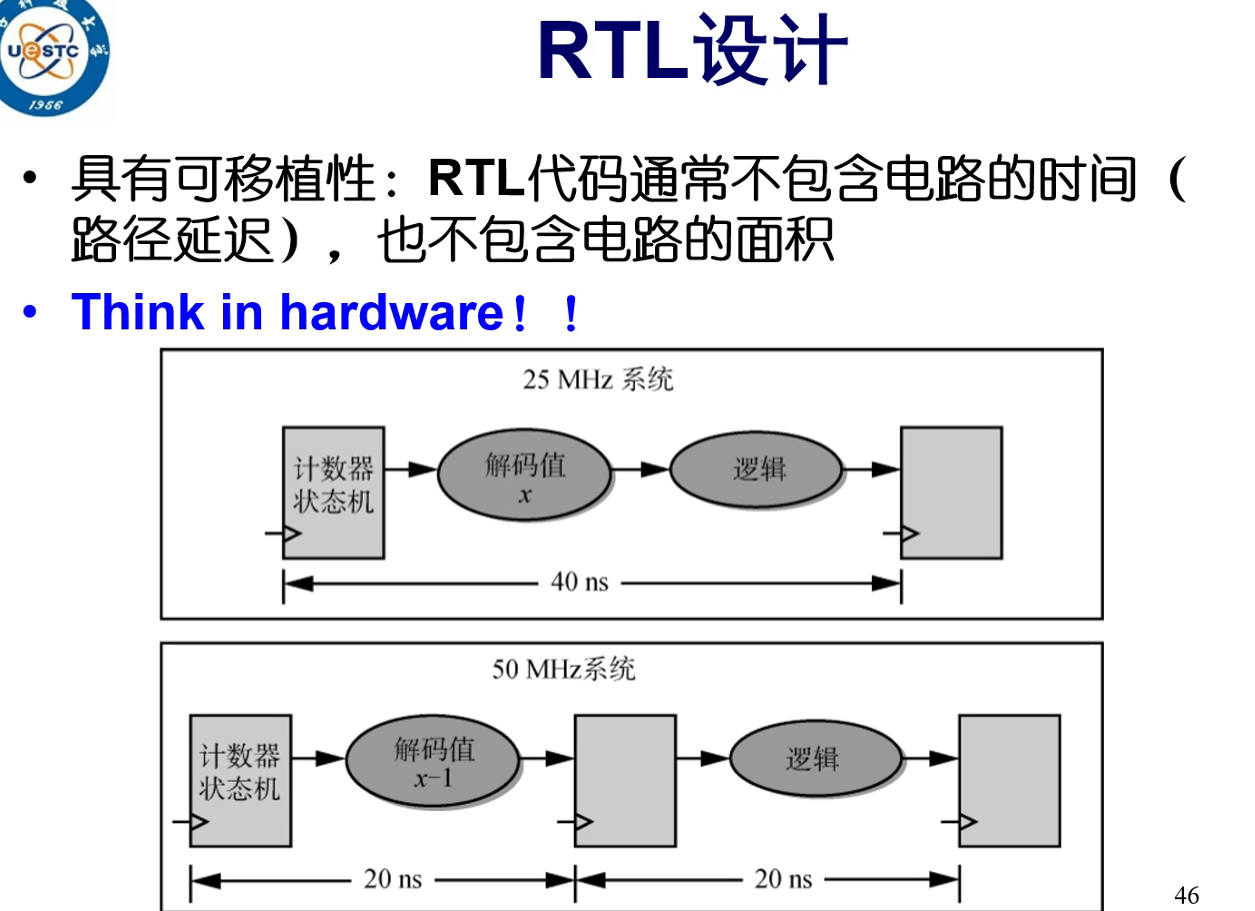 UeSTC
1956
RTL设计
• 具有可移植性：RTL代码通常不包含电路的时间（
路径延迟），也不包含电路的面积
• Think in hardware！！
25 MHz 系统
计数器
状态机
解码值
x
逻辑
40 ns
50 MHz系统
计数器
状态机
解码值
x−1
逻辑
20 ns
20 ns
46